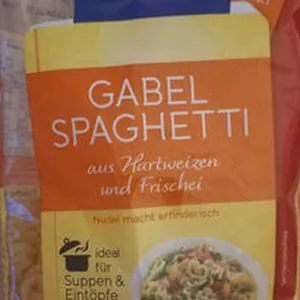 GABEL
SPAGHETTI
aus Hartweizen
und Frischei
Nudel macht erfinderisch
ideal
für
Suppen &
Eintöpfe